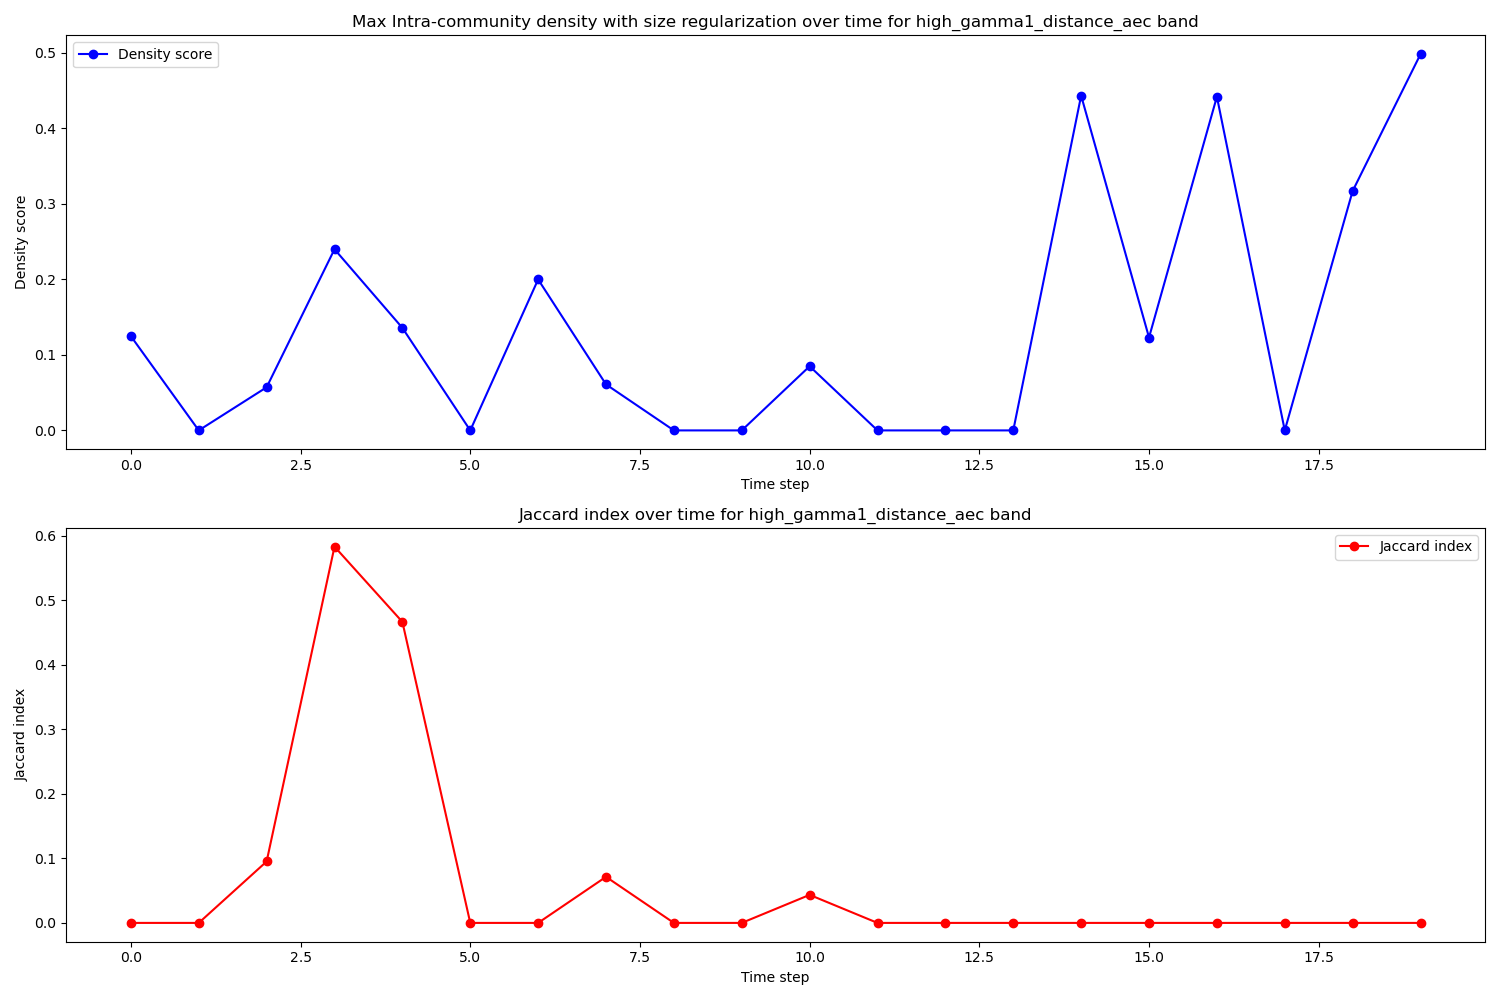 Max Intra-community density with size regularization over time for high_gamma1_distance_aec band
Density score
Density score
0.5
0.4
0.3
0.2
0.1
0.0
0.0 2.5 5.0 7.5 10.0 12.5 15.0 17.5
Time step
Jaccard index over time for high_gamma1_distance_aec band
Jaccard index
Jaccard index
0.6
0.5
0.4
0.3
0.2
0.1
0.0
0.0 2.5 5.0 7.5 10.0 12.5 15.0 17.5
Time step